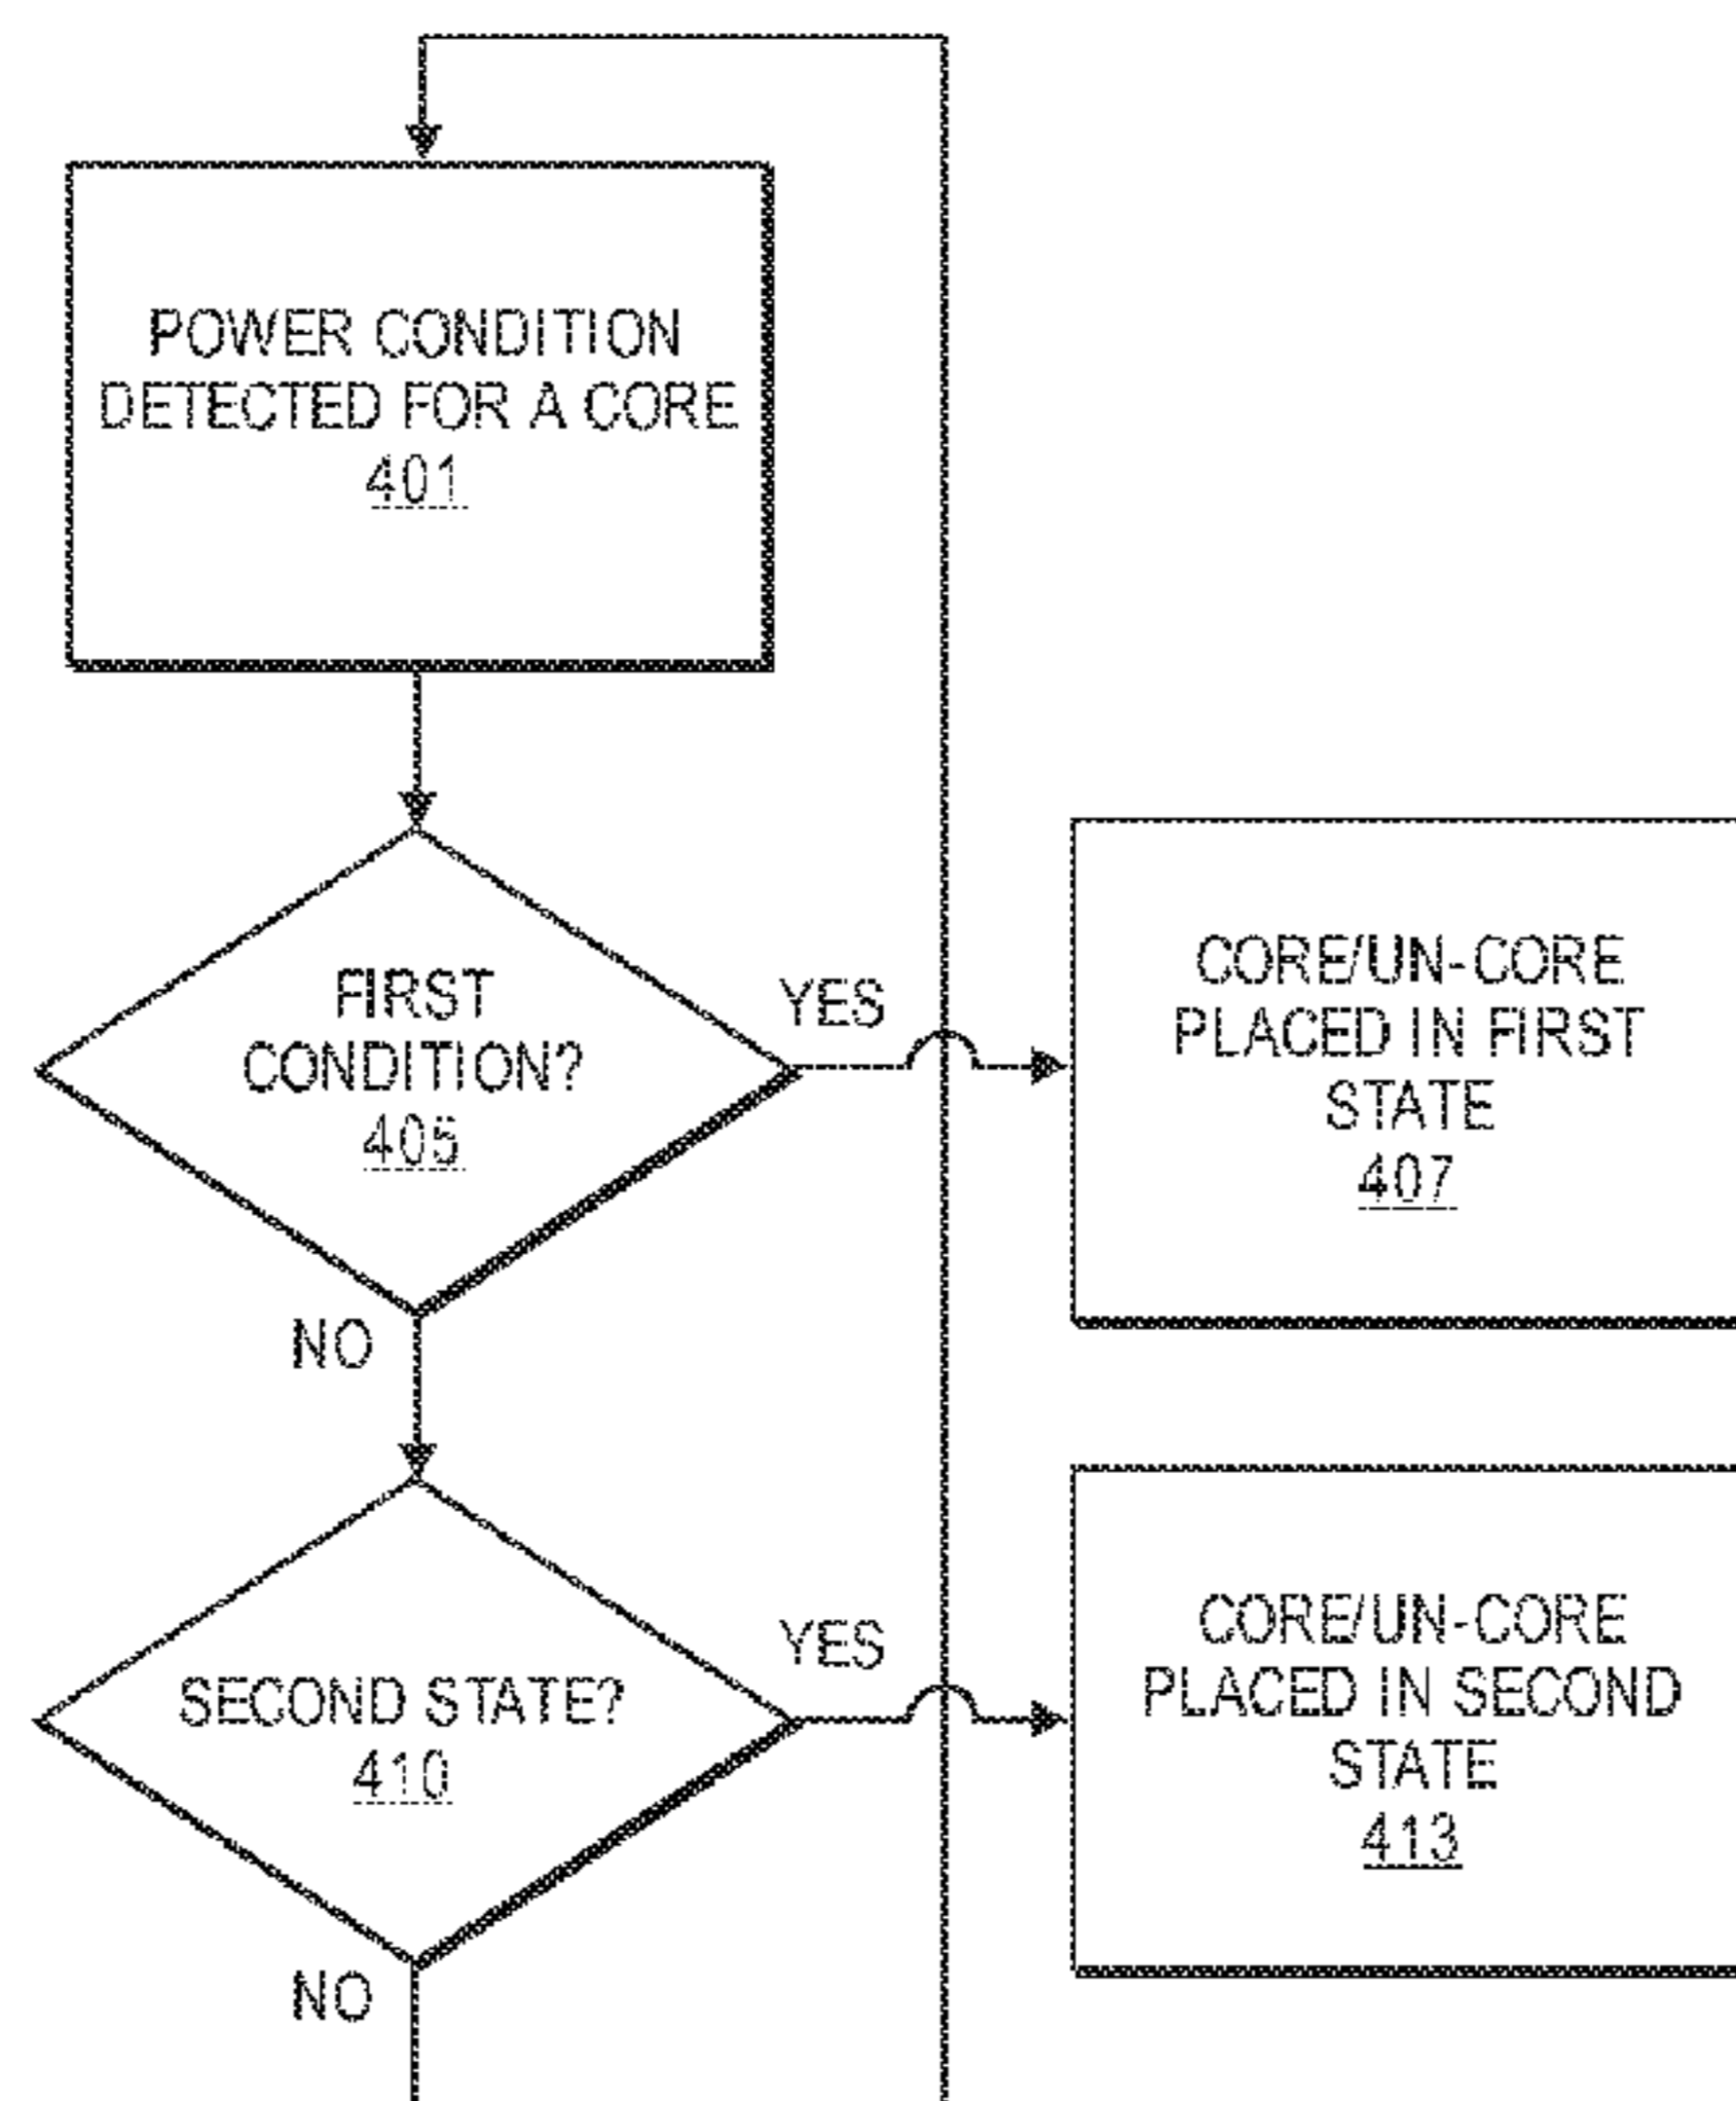 POWER CONDITION
DETECTED FOR A CORE
401
FIRST
CONDITION?
405
YES
CORE/UN-CORE
PLACED IN FIRST
STATE
407
NO
SECOND STATE?
410
YES
CORE/UN-CORE
PLACED IN SECOND
STATE
413
NO